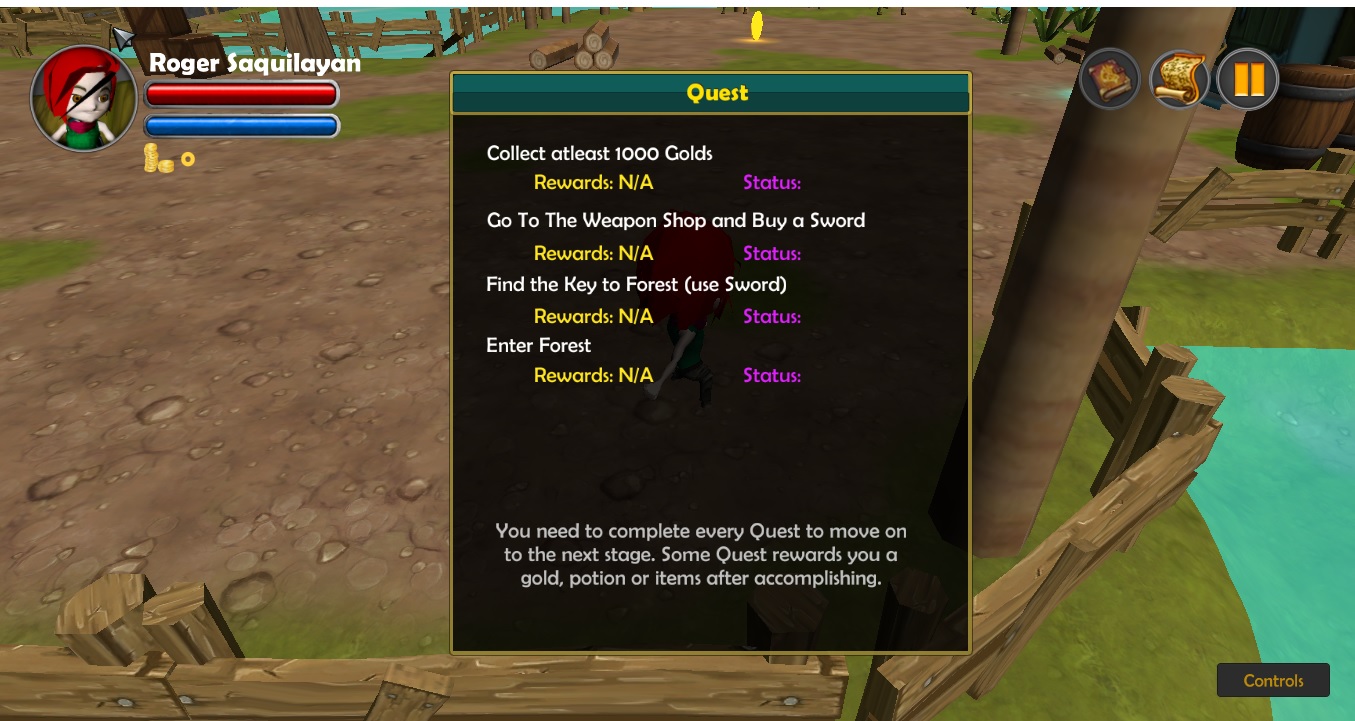 Roger Saquilayan
0
Quest
Collect atleast 1000 Golds
Rewards: N/A Status:
Go To The Weapon Shop and Buy a Sword
Rewards: N/A Status:
Find the Key to Forest (use Sword)
Rewards: N/A Status:
Enter Forest
Rewards: N/A Status:
You need to complete every Quest to move on
to the next stage. Some Quest rewards you a
gold, potion or items after accomplishing.
Controls